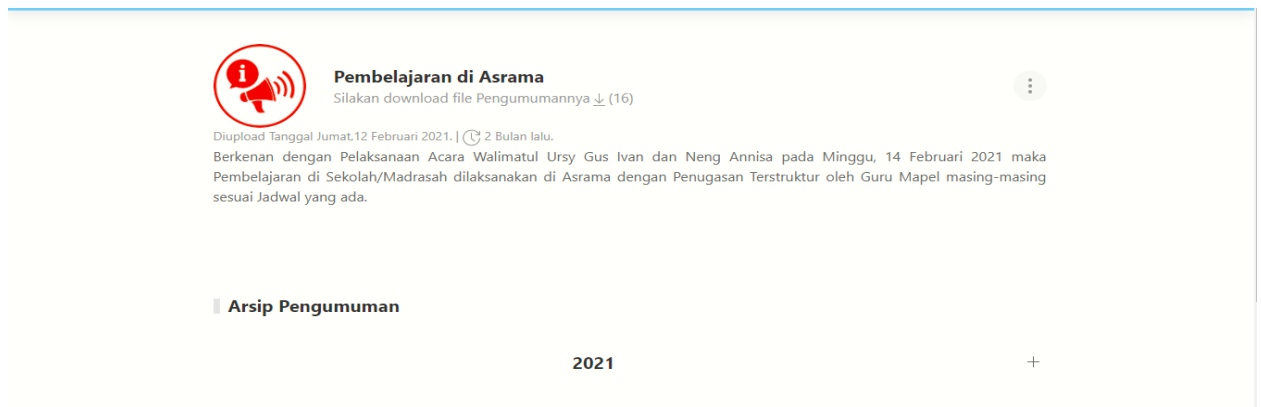 Pembelajaran di Asrama
Silakan download file Pengumumannya ↓ (16)
Diupload Tanggal Jumat,12 Februari 2021. | 2 Bulan lalu.
Berkenan dengan Pelaksanaan Acara Walimatul Ursy Gus Ivan dan Neng Annisa pada Minggu, 14 Februari 2021 maka
Pembelajaran di Sekolah/Madrasah dilaksanakan di Asrama dengan Penugasan Terstruktur oleh Guru Mapel masing-masing
sesuai Jadwal yang ada.
Arsip Pengumuman
2021 +